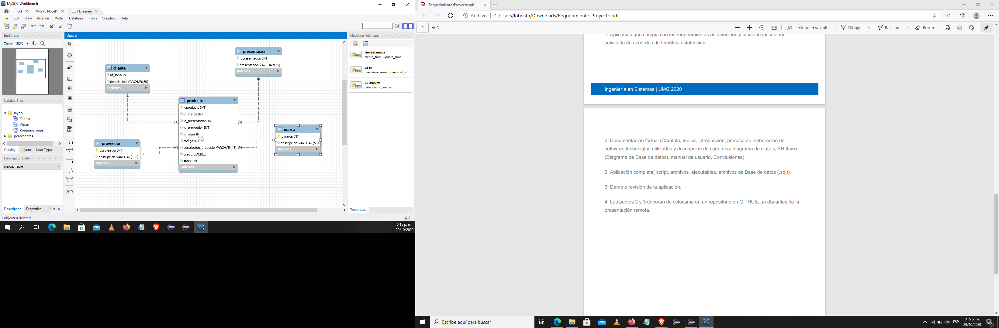 MySQL Workbench
root
MySQL Model*
EER Diagram
File Edit View Arrange Model Database Tools Scripting Help
Bird's Eye
Zoom: 100%
Catalog Tree
mydb
Tables
Views
Routine Groups
perecederos
Catalog Layers User Types
Description Editor
marca: Table
Description Properties H
1 object(s) deleted.
Diagram
1:1
1:n
1:1
1:n
n:m
1:n
presentacion
idpresentacion INT
presentacion VARCHAR(45)
Indexes
cliente
id_zona INT
descripcion VARCHAR(50)
Indexes
producto
idproducto INT
id_marca INT
id_presentacion INT
id_proveedor INT
id_zona INT
codigo INT
descripcion_producto VARCHAR(45)
precio DOUBLE
stock INT
Indexes
marca
idmarca INT
descripcion VARCHAR(50)
Indexes
proveedor
idproveedor INT
descripcion VARCHAR(100)
Indexes
Modeling Additions
timestamps
create_time, update_time
user
username, email, password, c...
category
category_id, name
Templates
5:15 p. m.
29/10/2020
RequerimientosProyecto.pdf
Archivo C:/Users/lobosth/Downloads/RequerimientosProyecto.pdf
3 de 3
Lectura en voz alta Dibujar Resaltar Borrar
1. Aplicación que cumpla con los requerimientos establecidos y funcione tal cual fue
solicitada de acuerdo a la temática establecida.
Ingeniería en Sistemas | UMG 2020
2. Documentación formal (Carátula, índice, introducción, proceso de elaboración del
software, tecnologías utilizadas y descripción de cada una, diagrama de clases, ER físico
(Diagrama de Base de datos), manual de usuario, Conclusiones).
3. Aplicación completa( script, archivos, ejecutables, archivos de Base de datos (.sql)).
3. Demo o revisión de la aplicación.
4. Los puntos 2 y 3 deberán de colocarse en un repositorio en GITHUB, un día antes de la
presentación remota.
Escribe aquí para buscar
ESP
5:15 p. m.
29/10/2020
2